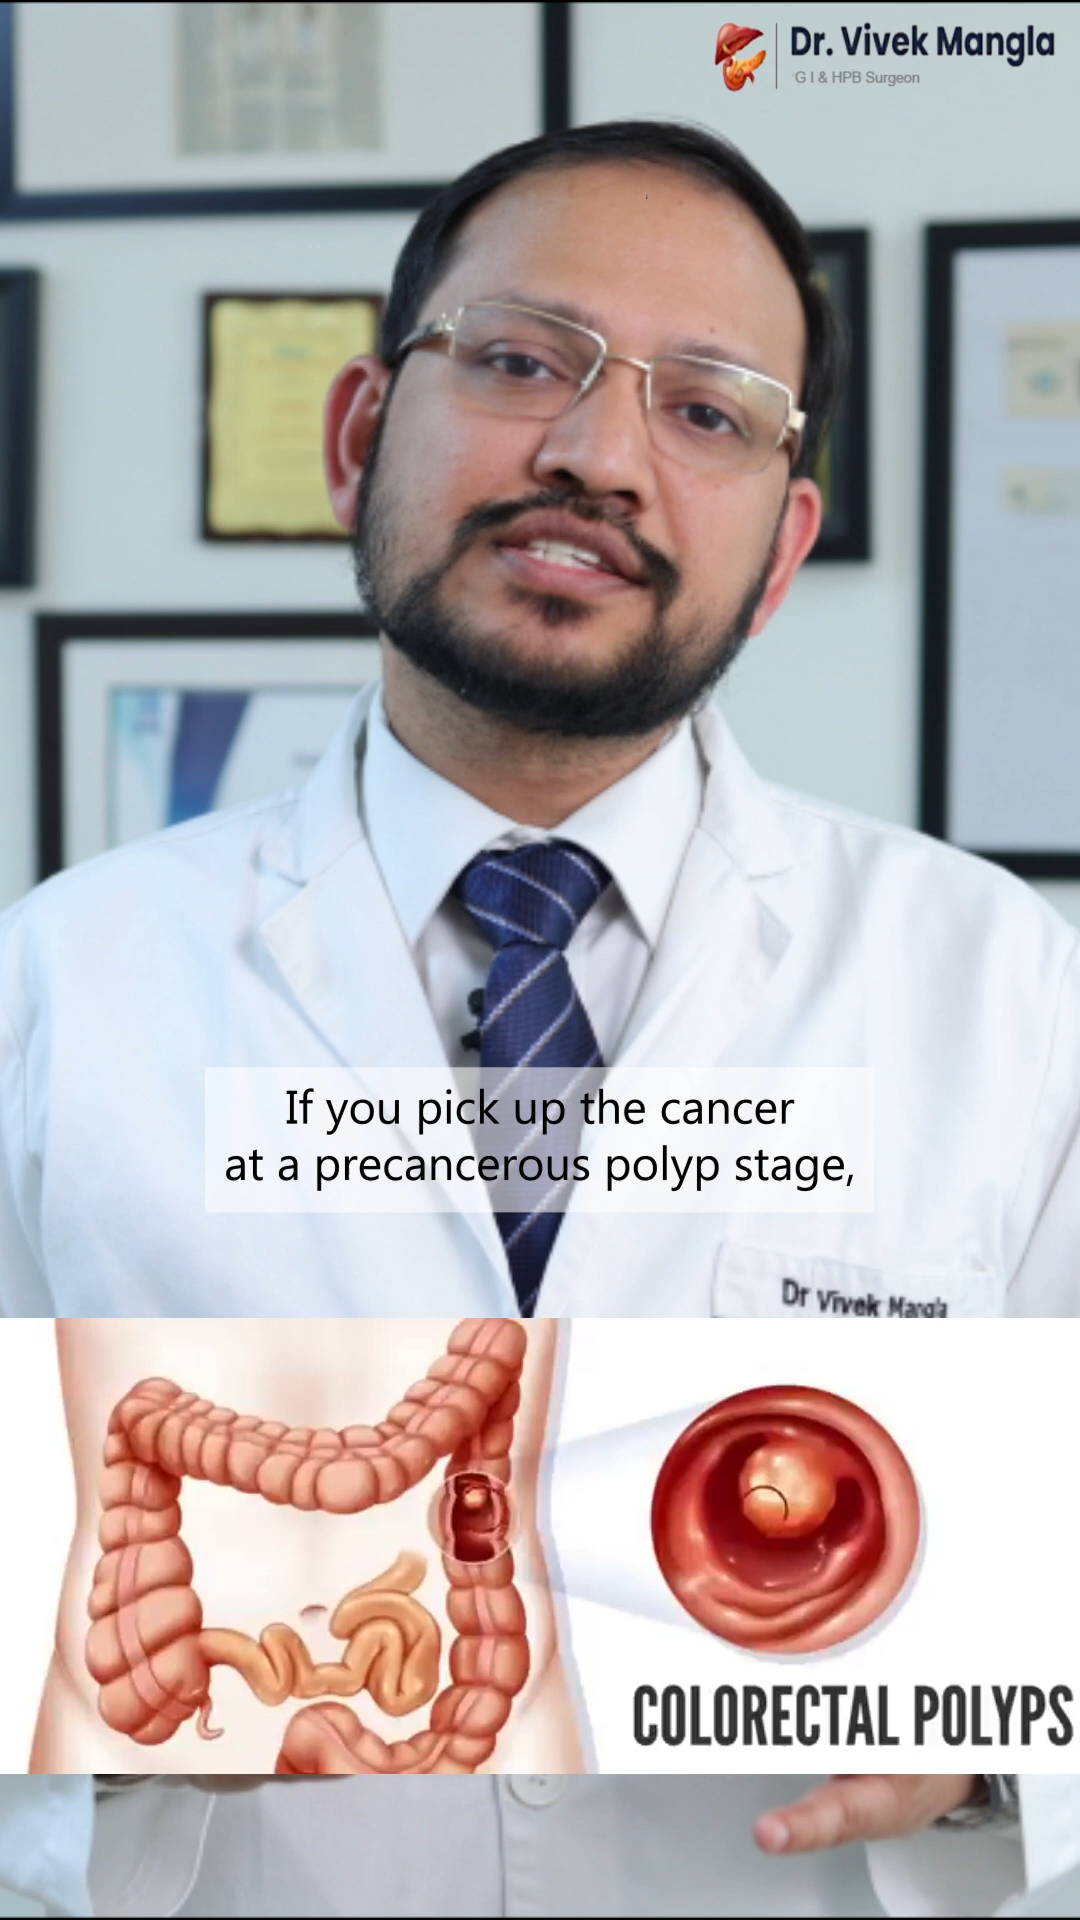 Dr. Vivek Mangla
G I & HPB Surgeon
If you pick up the cancer
at a precancerous polyp stage,
Dr Vivek Mangla
COLORECTAL POLYPS